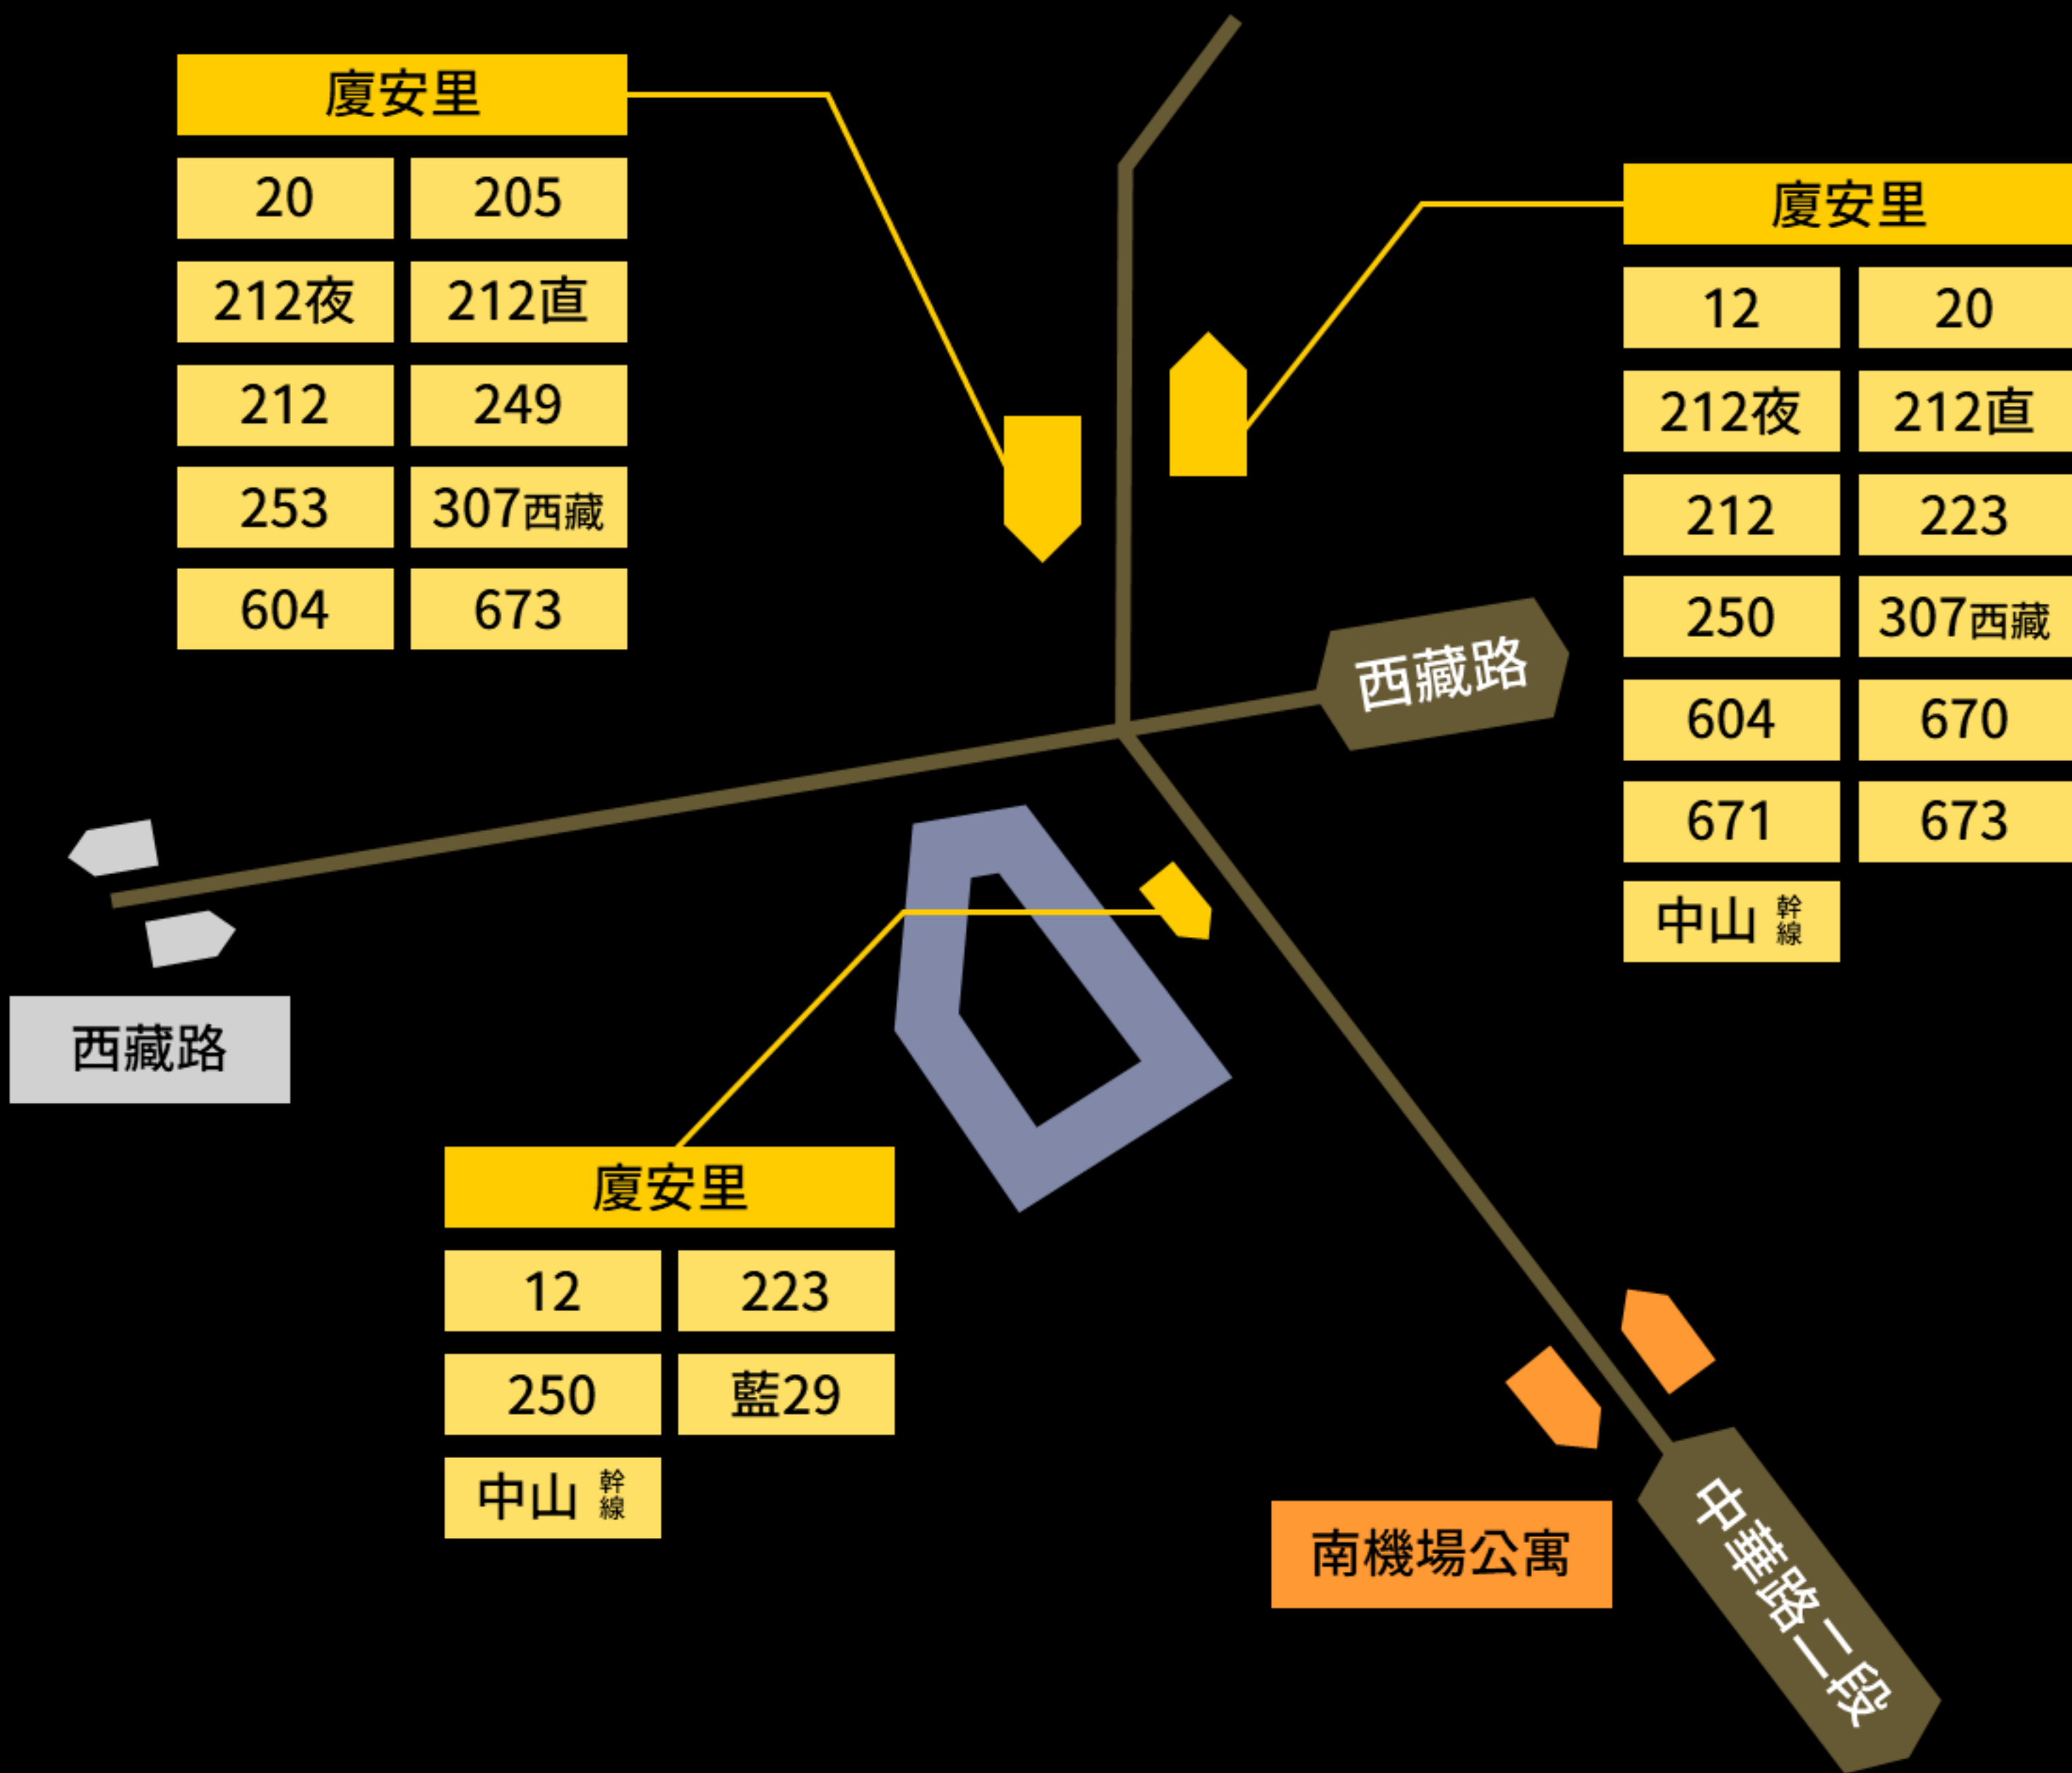 廈安里
20 205
212夜 212直
212 249
253 307西藏
604 673
廈安里
12 20
212夜 212直
212 223
250 307西藏
604 670
671 673
中山 幹線
西藏路
西藏路
廈安里
12 223
250 藍29
中山 幹線
南機場公寓
中華路二段